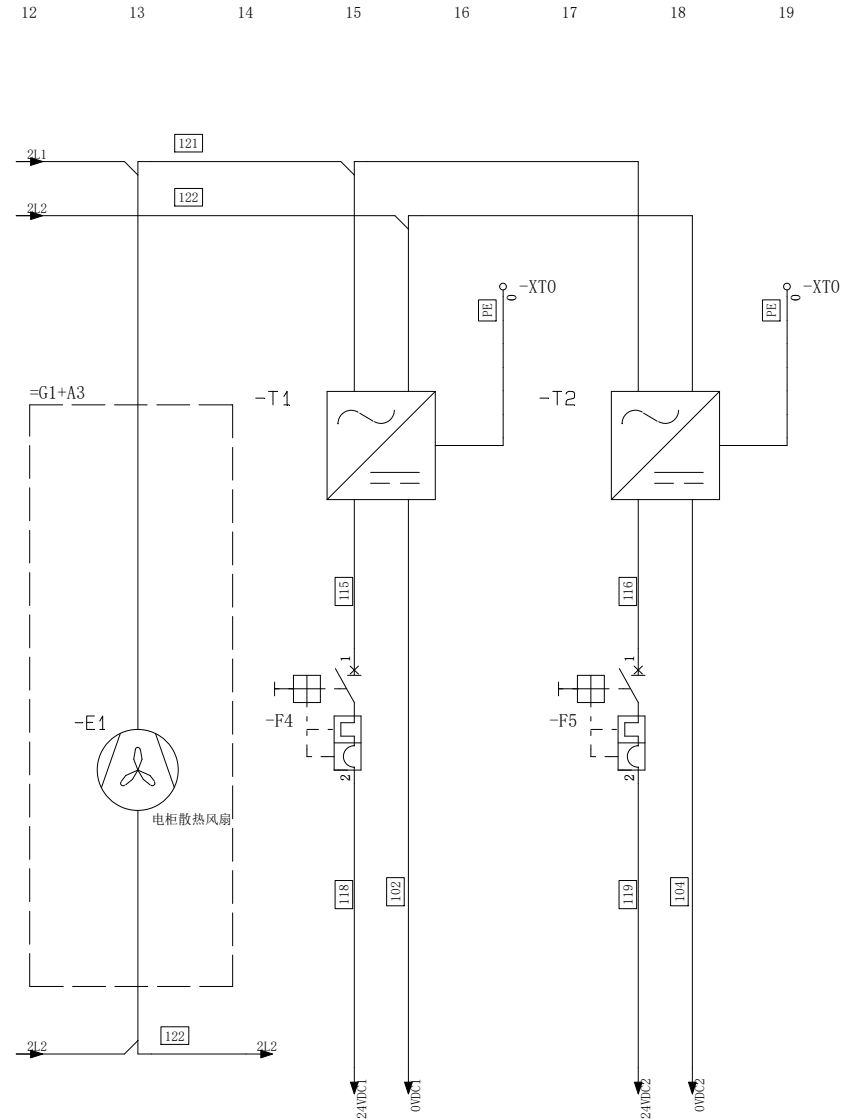 12 13 14 15 16 17 18 19
121
2L1
122
2L2
-XT0
-XT0
0
0
PE
PE
=G1+A3
-T1
-T2
115
116
1
1
-F4
-F5
-E1
2
2
电柜散热风扇
118
102
119
104
122
2L2
2L2
24VDC1
0VDC1
24VDC2
0VDC2